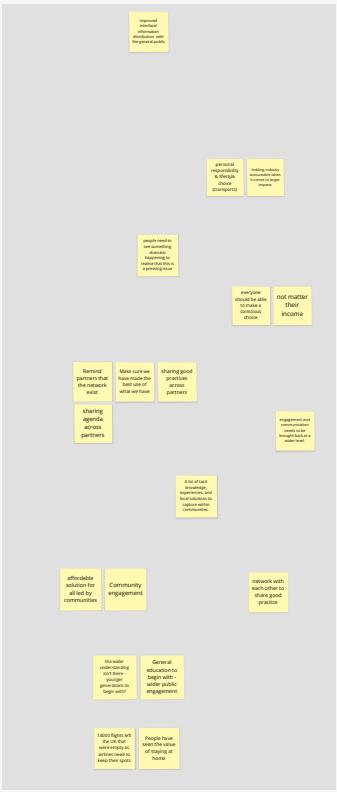 Improved
interface/
information
distribution with
the general public
personal
responsibility
& lifestyle
choice
(transports)
holding industry
accountable when
it comes to larger
impacts
people need to
see something
dramatic
happening to
realise that this is
a pressing issue
everyone
should be able
to make a
conscious
choice
not matter
their
income
Remind
partners that
the network
exist
Make sure we
have made the
best use of
what we have
sharing good
practices
across
partners
sharing
agenda
across
partners
engagement and
communication
needs to be
brought back at a
wider level.
A lot of tacit
knowledge,
experiences, and
local solutions to
capture within
communities.
affordable
solution for
all led by
communities
Community
engagement
network with
each other to
share good
practice
the wider
understanding
isn't there -
younger
generations to
begin with?
General
education to
begin with -
wider public
engagement
14000 flights left
the UK that
were empty as
airlines need to
keep their spots
People have
seen the value
of staying at
home